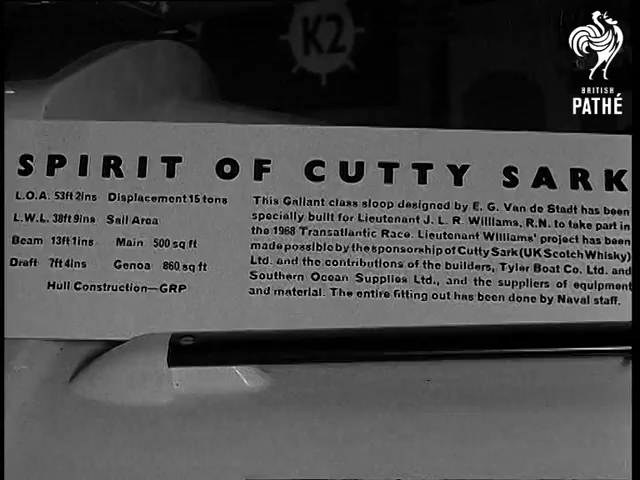 K2
BRITISH
PATHÉ
SPIRIT OF CUTTY SARK
L.O.A. 53ft 2ins Displacement 15 tons
L.W.L. 38ft 9ins Sail Area
Beam 13ft 1ins Main 500 sq ft
Draft 7ft 4ins Genoa 860 sq ft
Hull Construction—GRP
This Gallant class sloop designed by E. G. Van de Stadt has been
specially built for Lieutenant J. L. R. Williams, R.N. to take part in
the 1968 Transatlantic Race. Lieutenant Williams' project has been
made possible by the sponsorship of Cutty Sark (UK Scotch Whisky)
Ltd. and the contributions of the builders, Tyler Boat Co. Ltd. and
Southern Ocean Supplies Ltd., and the suppliers of equipment
and material. The entire fitting out has been done by Naval staff.